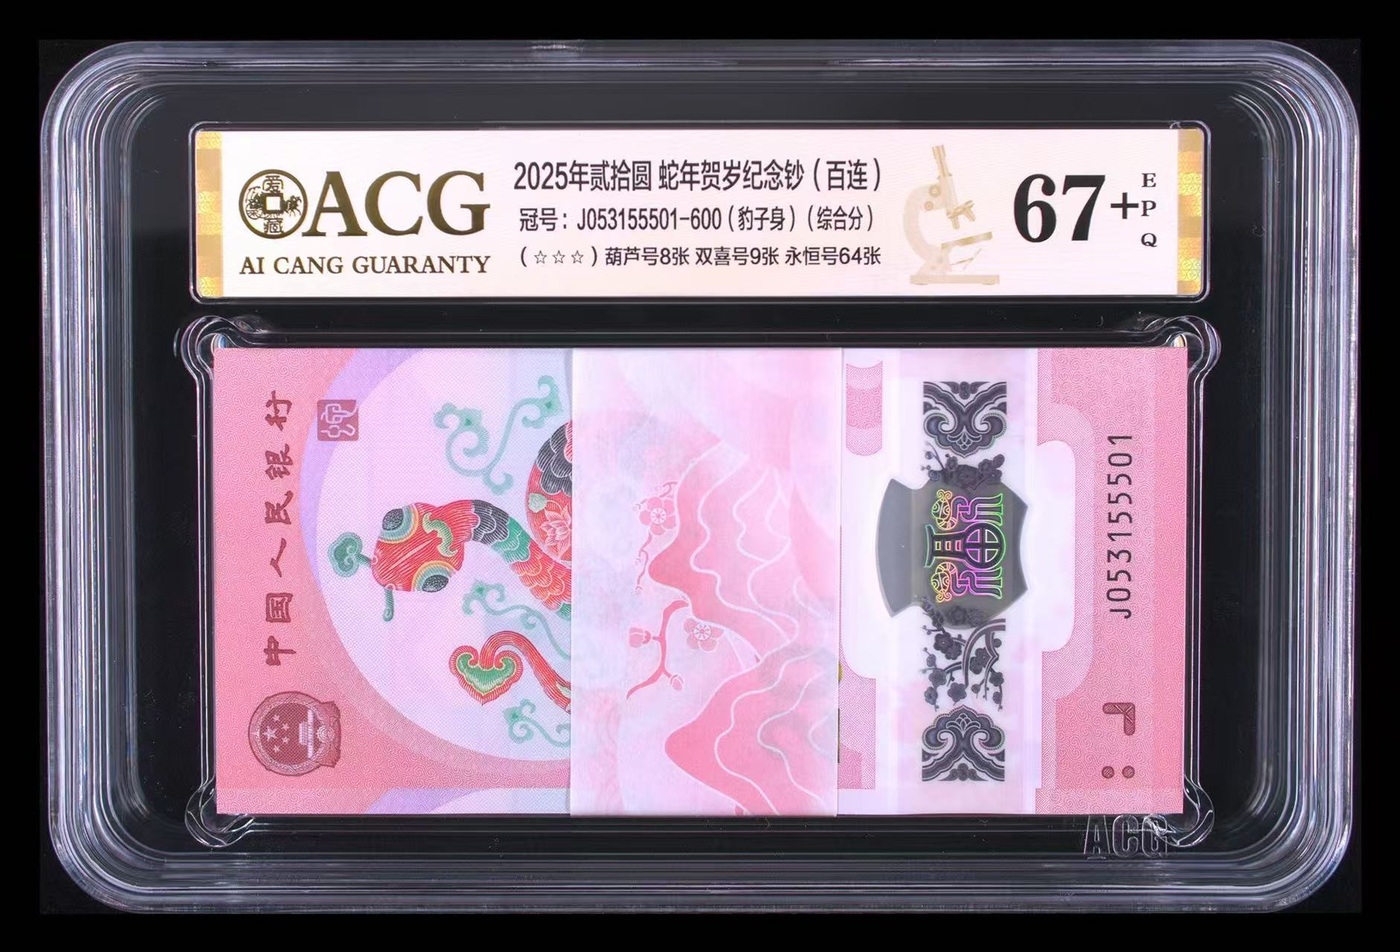 ACG
AI CANG GUARANTY
2025年贰拾圆 蛇年贺岁纪念钞(百连)
冠号: J053155501-600(豹子身)(综合分)
(☆☆☆)葫芦号8张 双喜号9张 永恒号64张
67+
EPQ
中国人民银行
J053155501
ACG